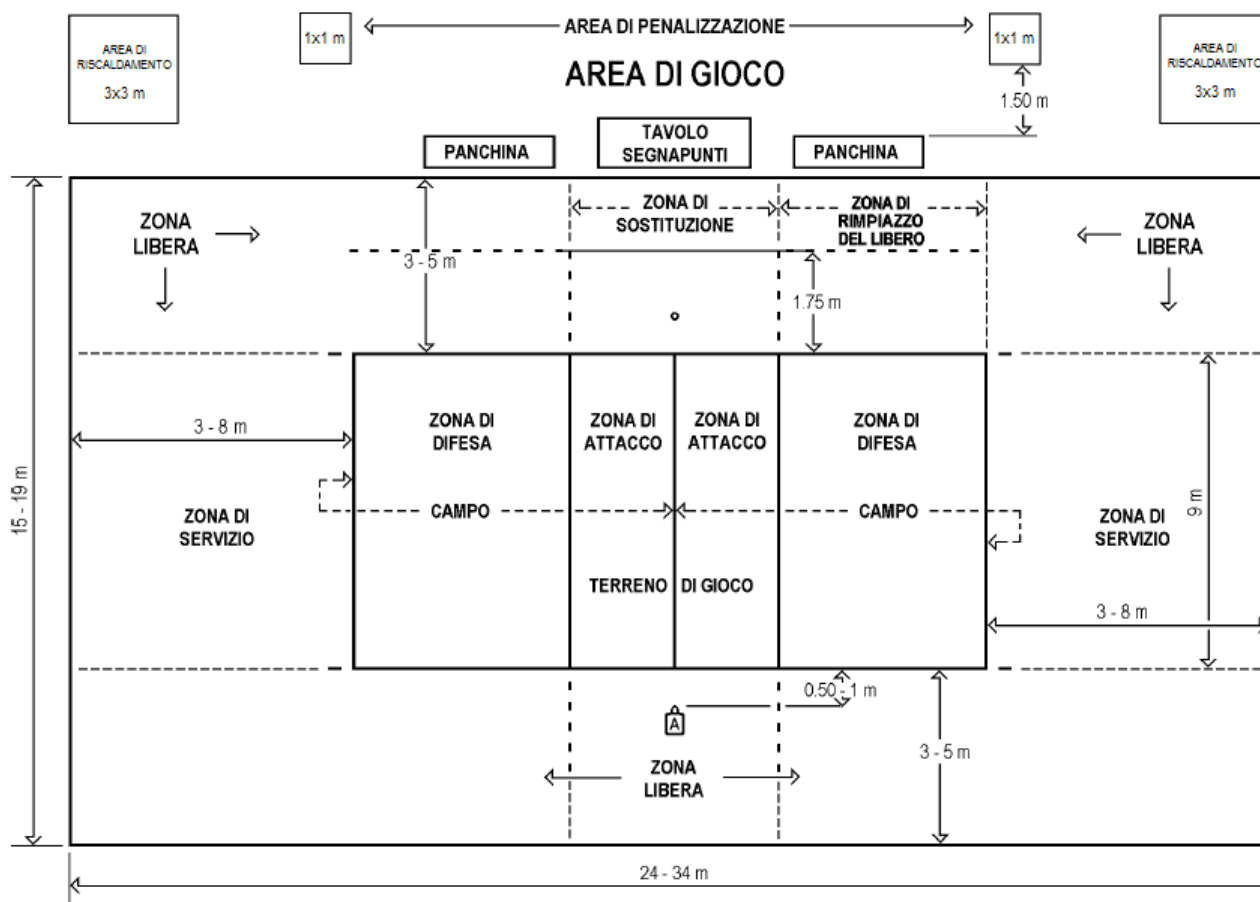 AREA DI PENALIZZAZIONE
AREA DI
RISCALDAMENTO
3x3 m
1x1 m
1x1 m
AREA DI
RISCALDAMENTO
3x3 m
AREA DI GIOCO
1.50 m
PANCHINA
TAVOLO
SEGNAPUNTI
PANCHINA
ZONA
LIBERA
3 - 5 m
ZONA DI
SOSTITUZIONE
ZONA DI
RIMPIAZZO
DEL LIBERO
ZONA
LIBERA
1.75 m
3 - 8 m
ZONA DI
DIFESA
ZONA DI
ATTACCO
ZONA DI
ATTACCO
ZONA DI
DIFESA
15 - 19 m
ZONA DI
SERVIZIO
CAMPO
CAMPO
9 m
ZONA DI
SERVIZIO
TERRENO DI GIOCO
3 - 8 m
0.50 - 1 m
A
3 - 5 m
ZONA
LIBERA
24 - 34 m